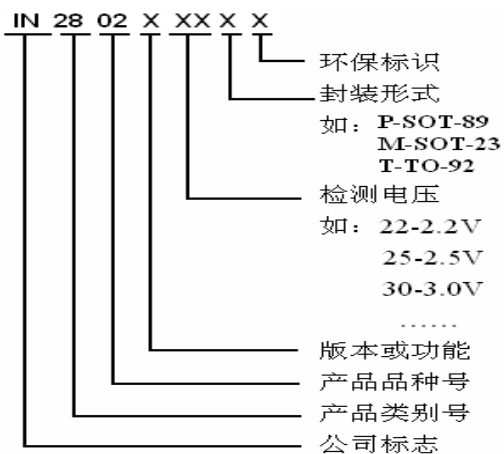 IN 28 02 X XX X X
环保标识
封装形式
如：P-SOT-89
M-SOT-23
T-TO-92
检测电压
如：22-2.2V
25-2.5V
30-3.0V
......
版本或功能
产品品种号
产品类别号
公司标志